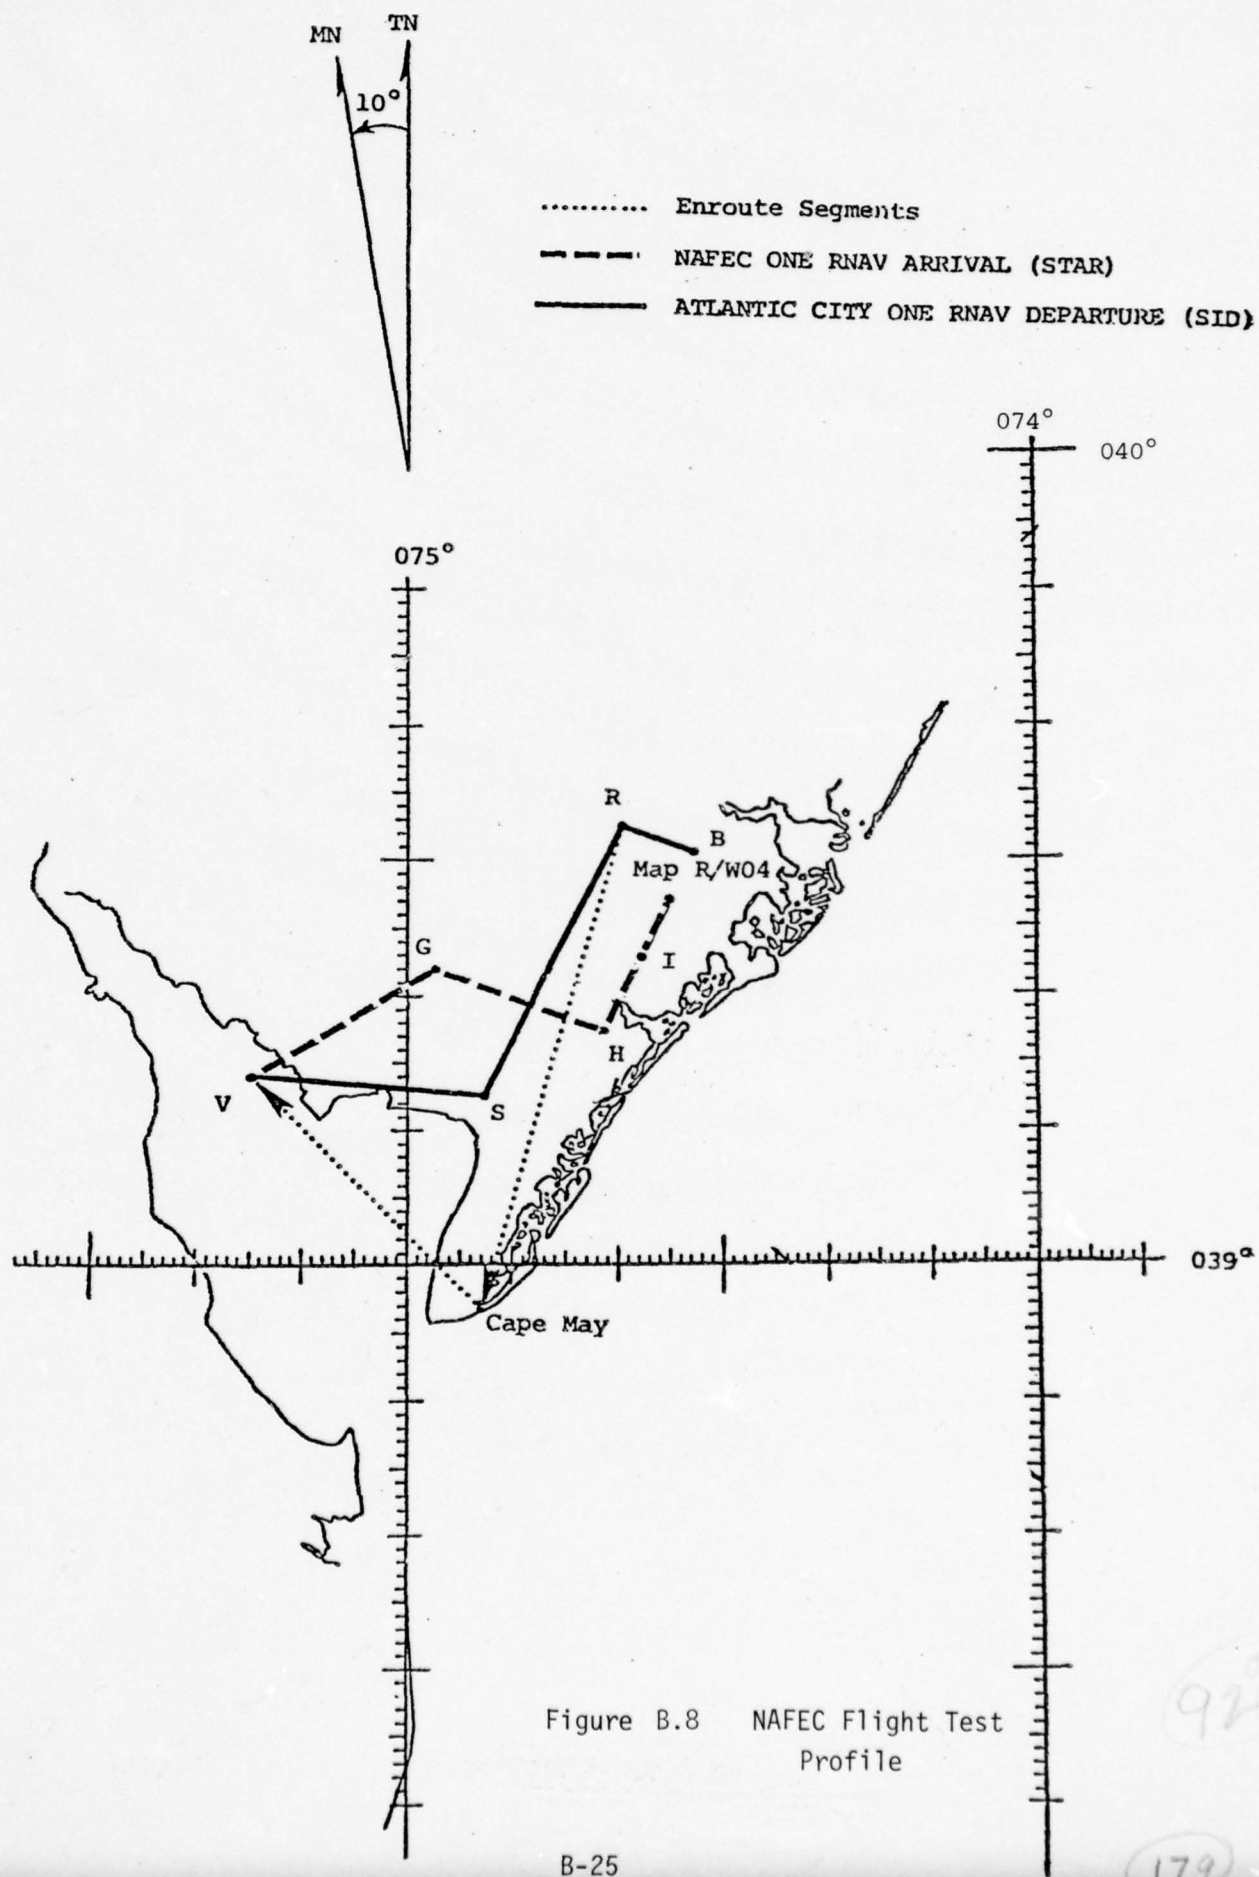 MN TN
10°
Enroute Segments
NAFEC ONE RNAV ARRIVAL (STAR)
ATLANTIC CITY ONE RNAV DEPARTURE (SID)
074°
040°
075°
R
B
Map R/W04
G
I
H
V
S
039°
Cape May
Figure B.8 NAFEC Flight Test
Profile
B-25
179